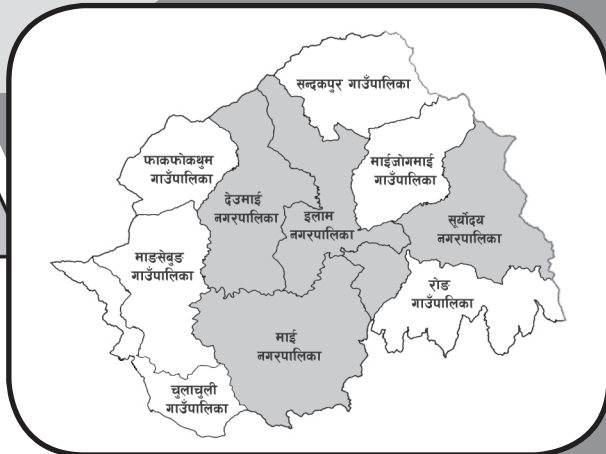 सन्दकपुर गाउँपालिका
फाकफोकथुम
गाउँपालिका
माईजोगमाई
गाउँपालिका
देउमाई
नगरपालिका
इलाम
नगरपालिका
सूर्योदय
नगरपालिका
माङसेबुङ
गाउँपालिका
रोङ
गाउँपालिका
माई
नगरपालिका
चुलाचुली
गाउँपालिका